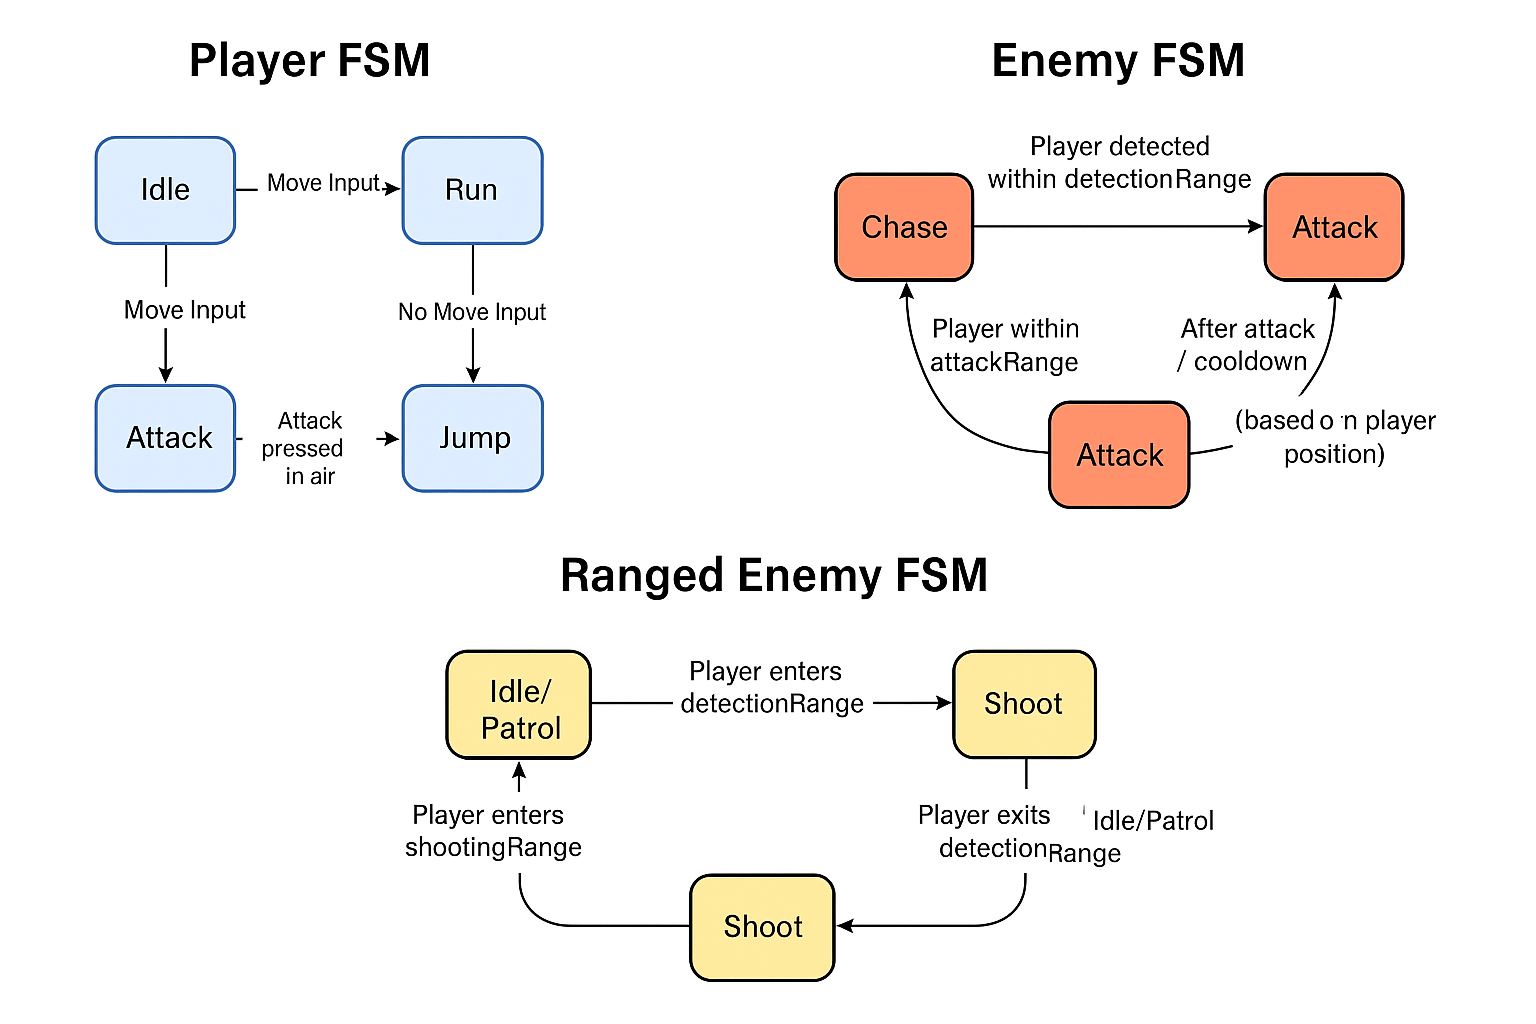 Player FSM
Idle
Move Input
Run
Move Input
No Move Input
Attack
Attack
pressed
in air
Jump
Enemy FSM
Player detected
within detectionRange
Chase
Attack
Player within
attackRange
After attack
/ cooldown
(based on player
position)
Attack
Ranged Enemy FSM
Idle/
Patrol
Player enters
detectionRange
Shoot
Player enters
shootingRange
Player exits
detectionRange
Idle/Patrol
Shoot